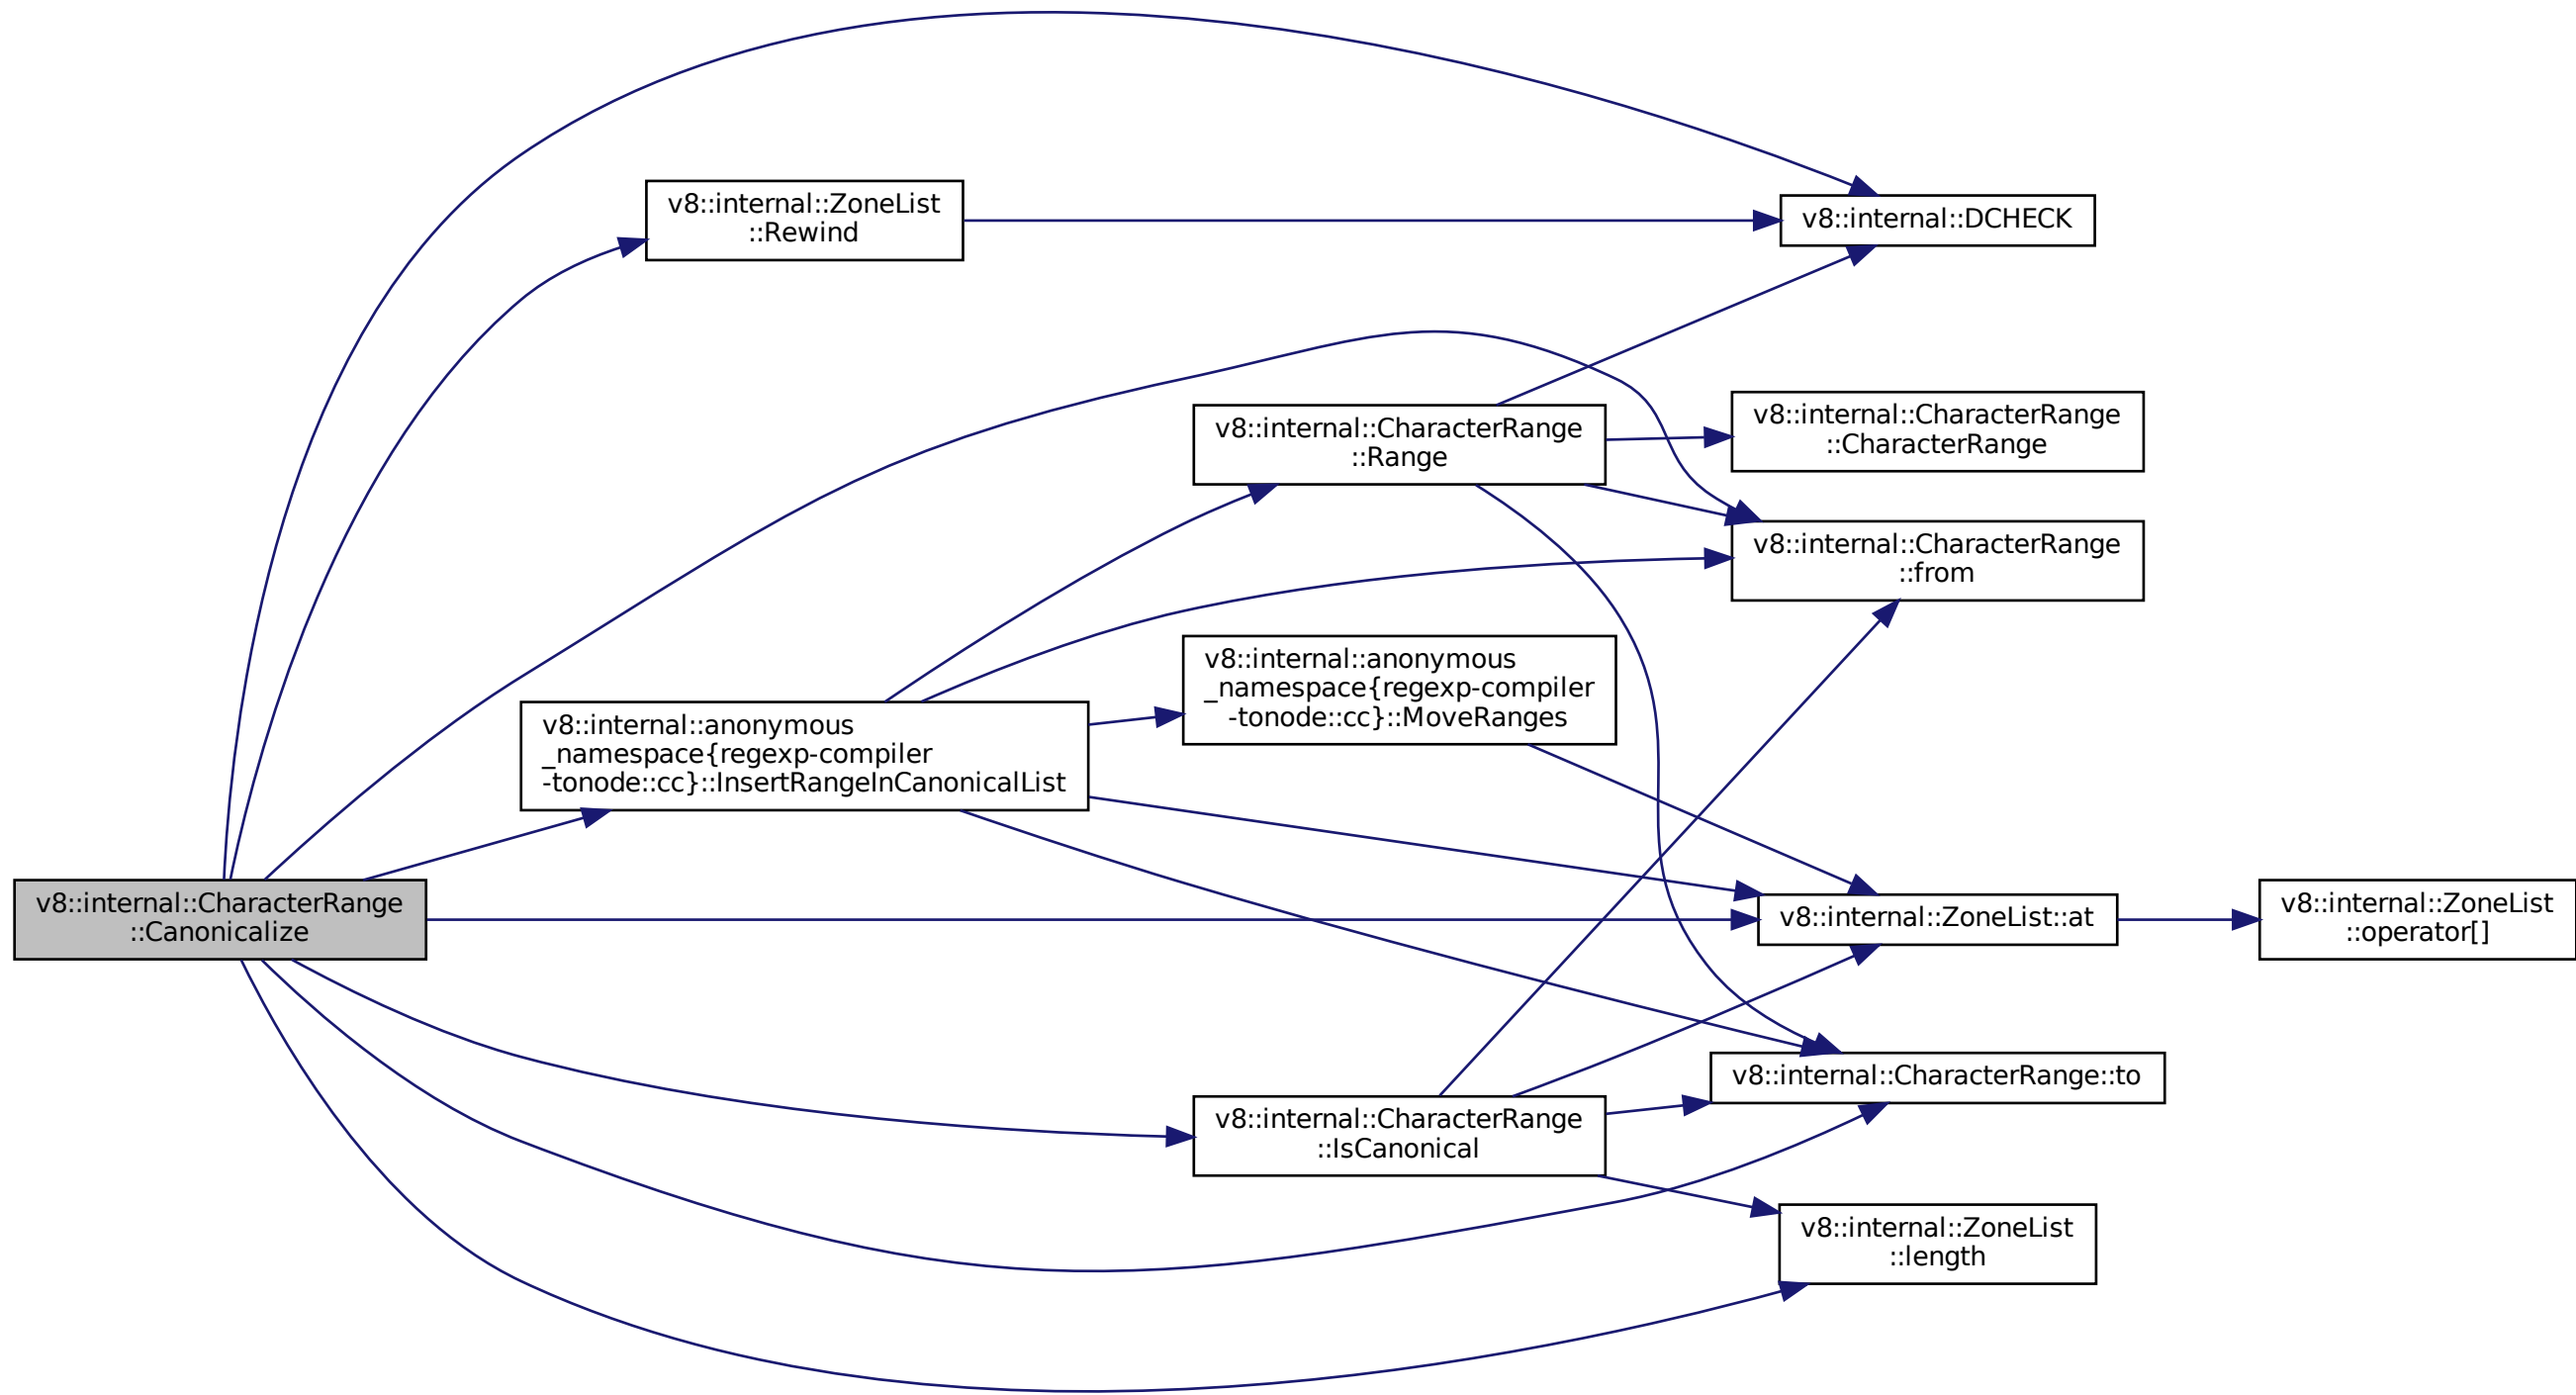 v8::internal::ZoneList
::Rewind
v8::internal::DCHECK
v8::internal::CharacterRange
::Range
v8::internal::CharacterRange
::CharacterRange
v8::internal::CharacterRange
::from
v8::internal::anonymous
_namespace{regexp-compiler
-tonode::cc}::MoveRanges
v8::internal::anonymous
_namespace{regexp-compiler
-tonode::cc}::InsertRangeInCanonicalList
v8::internal::CharacterRange
::Canonicalize
v8::internal::ZoneList::at
v8::internal::ZoneList
::operator[]
v8::internal::CharacterRange::to
v8::internal::CharacterRange
::IsCanonical
v8::internal::ZoneList
::length